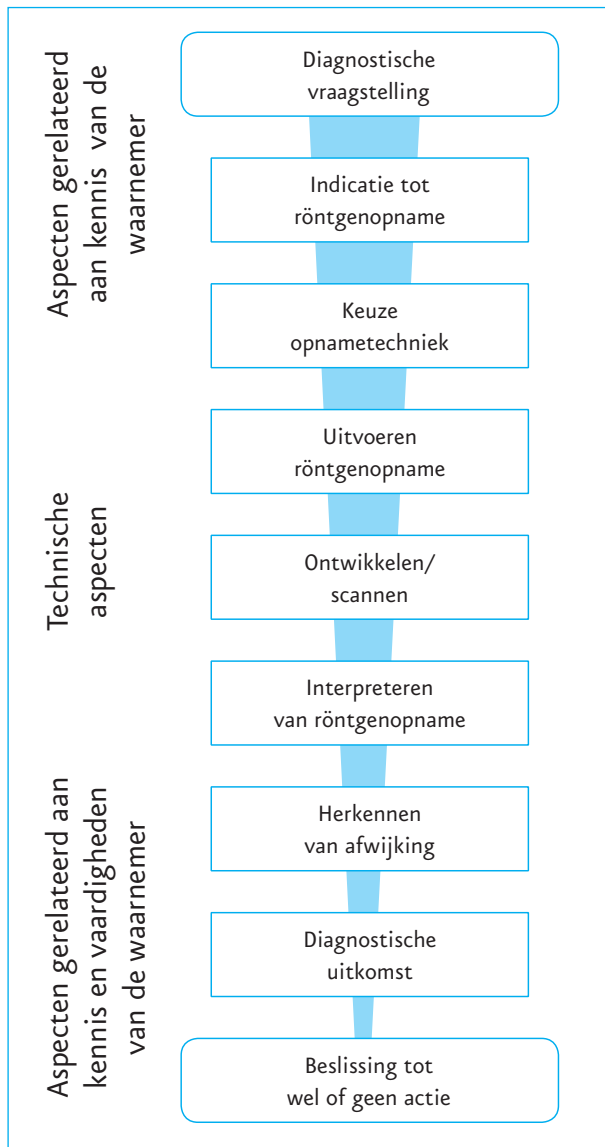 Aspecten gerelateerd
aan kennis van de
waarnemer
Diagnostische
vraagstelling
Indicatie tot
röntgenopname
Keuze
opnametechniek
Technische
aspecten
Uitvoeren
röntgenopname
Ontwikkelen/
scannen
Aspecten gerelateerd aan
kennis en vaardigheden
van de waarnemer
Interpreteren
van röntgenopname
Herkennen
van afwijking
Diagnostische
uitkomst
Beslissing tot
wel of geen actie